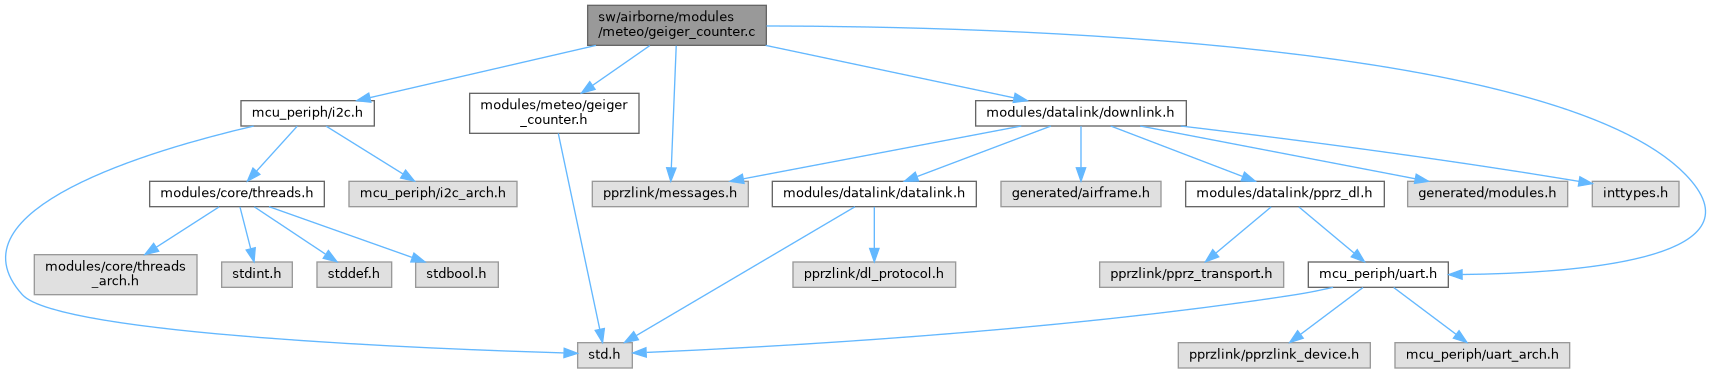 sw/airborne/modules
/meteo/geiger_counter.c
mcu_periph/i2c.h
modules/meteo/geiger
_counter.h
modules/datalink/downlink.h
modules/core/threads.h
mcu_periph/i2c_arch.h
pprzlink/messages.h
modules/datalink/datalink.h
generated/airframe.h
modules/datalink/pprz_dl.h
generated/modules.h
inttypes.h
modules/core/threads
_arch.h
stdint.h
stddef.h
stdbool.h
pprzlink/dl_protocol.h
pprzlink/pprz_transport.h
mcu_periph/uart.h
std.h
pprzlink/pprzlink_device.h
mcu_periph/uart_arch.h